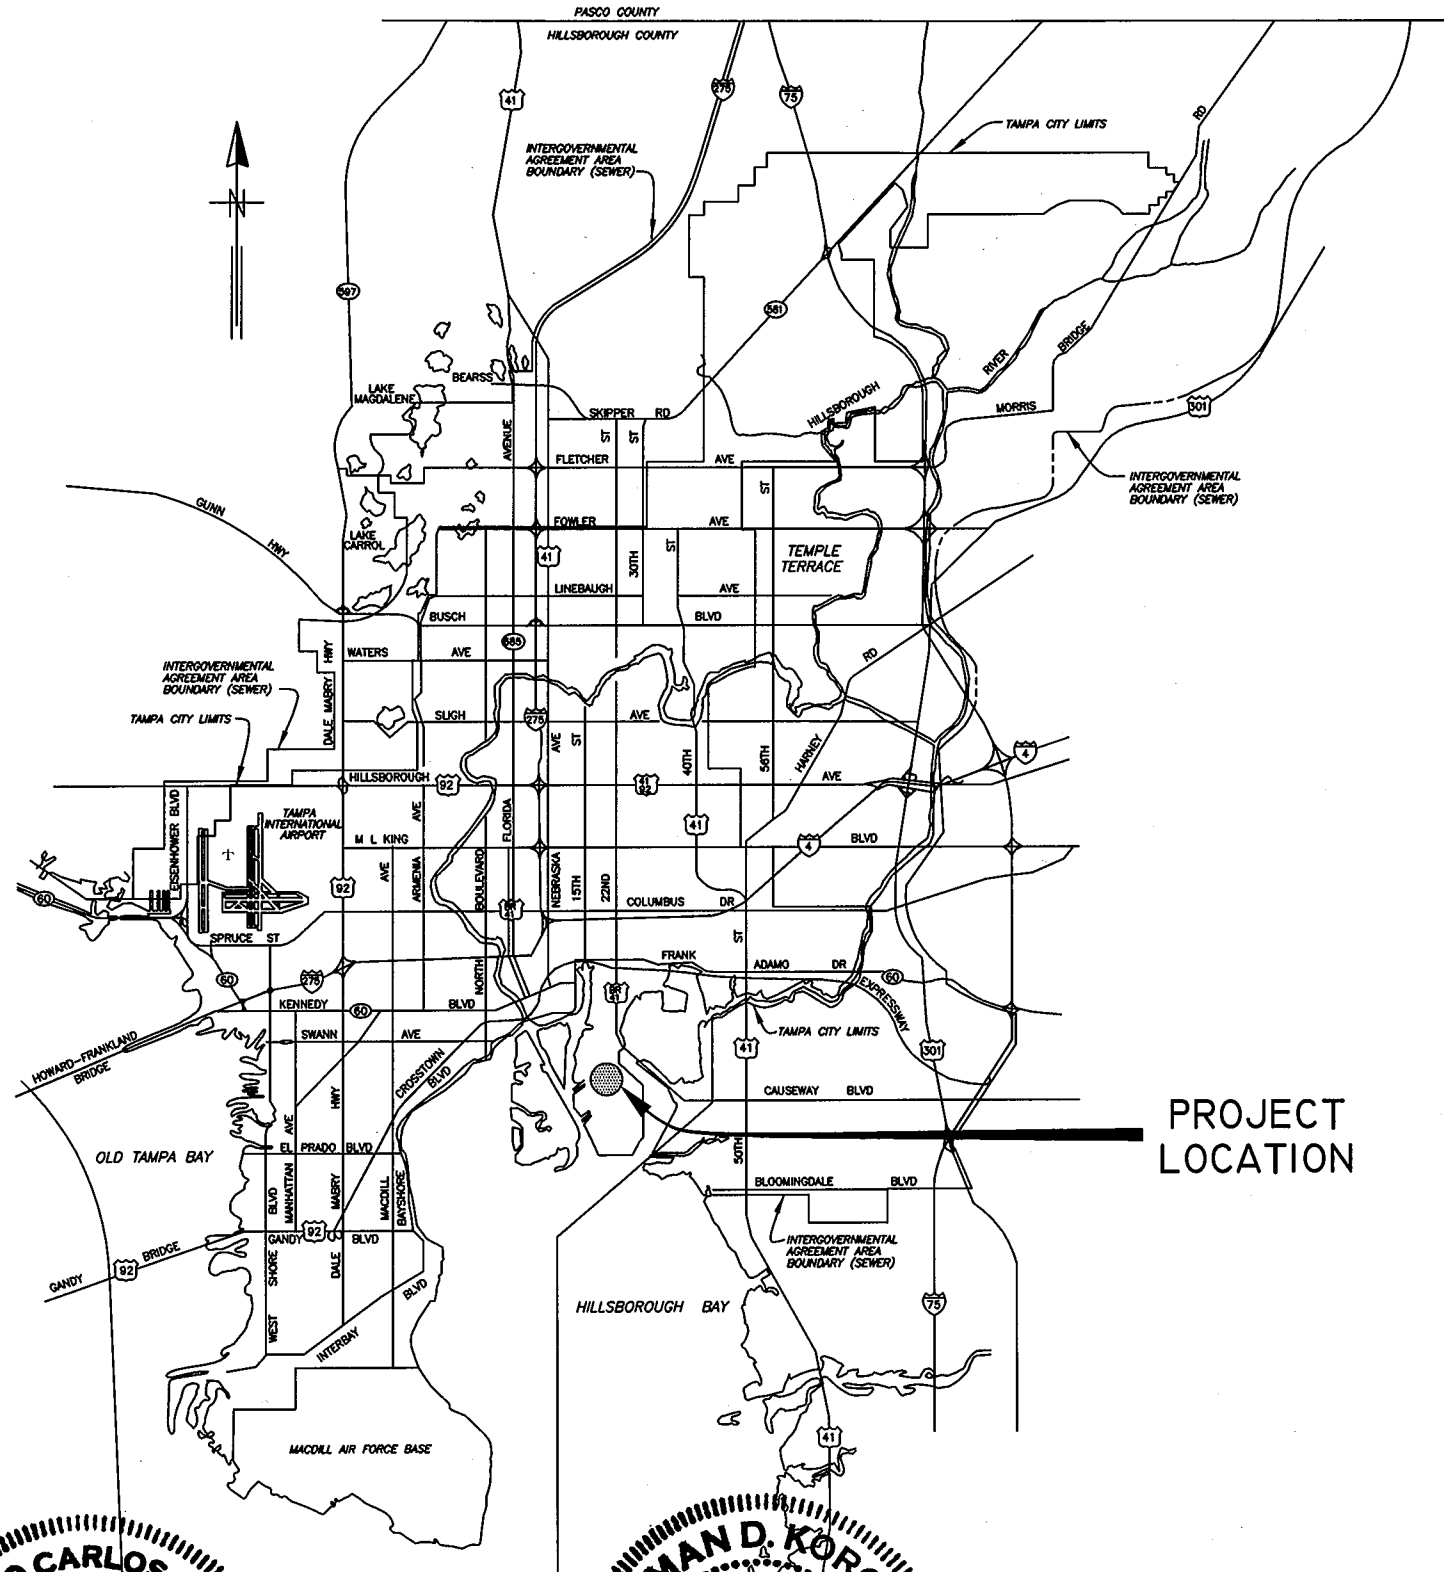 PASCO COUNTY
HILLSBOROUGH COUNTY
41
275
75
TAMPA CITY LIMITS
RD
INTERGOVERNMENTAL
AGREEMENT AREA
BOUNDARY (SEWER)
N
597
581
BRIDGE
RIVER
BEARSS
LAKE
MAGDALENE
HILLSBOROUGH
MORRIS
301
SKIPPER RD
AVENUE
ST
ST
FLETCHER AVE
INTERGOVERNMENTAL
AGREEMENT AREA
BOUNDARY (SEWER)
ST
GUNN
HWY
FOWLER AVE
LAKE
CARROL
41
30TH
ST
TEMPLE
TERRACE
LINEBAUGH AVE
BUSCH BLVD
585
WATERS AVE
RD
INTERGOVERNMENTAL
AGREEMENT AREA
BOUNDARY (SEWER)
DALE MABRY HWY
TAMPA CITY LIMITS
SLIGH AVE
275
AVE
ST
40TH
56TH
HARNEY
4
HILLSBOROUGH AVE
92
41
92
EISENHOWER BLVD
TAMPA
INTERNATIONAL
AIRPORT
AVE
FLORIDA
41
M L KING BLVD
4
AVE
ARMENIA
BOULEVARD
NEBRASKA
15TH
22ND
92
60
COLUMBUS DR
SPRUCE ST
ST
FRANK ADAMO DR
60
275
60
NORTH
KENNEDY BLVD
60
EXPRESSWAY
SWANN AVE
TAMPA CITY LIMITS
HOWARD-FRANKLAND
BRIDGE
CROSSTOWN
BLVD
41
301
HWY
AVE
CAUSEWAY BLVD
PROJECT
LOCATION
EL PRADO BLVD
OLD TAMPA BAY
50TH
BLVD
MANHATTAN
MABRY
MACDILL
BAYSHORE
BLOOMINGDALE BLVD
92
GANDY BLVD
INTERGOVERNMENTAL
AGREEMENT AREA
BOUNDARY (SEWER)
GANDY BRIDGE
92
SHORE
DALE
BLVD
HILLSBOROUGH BAY
75
WEST
INTERBAY
41
MACDILL AIR FORCE BASE
CARLOS
MAN D. KOR